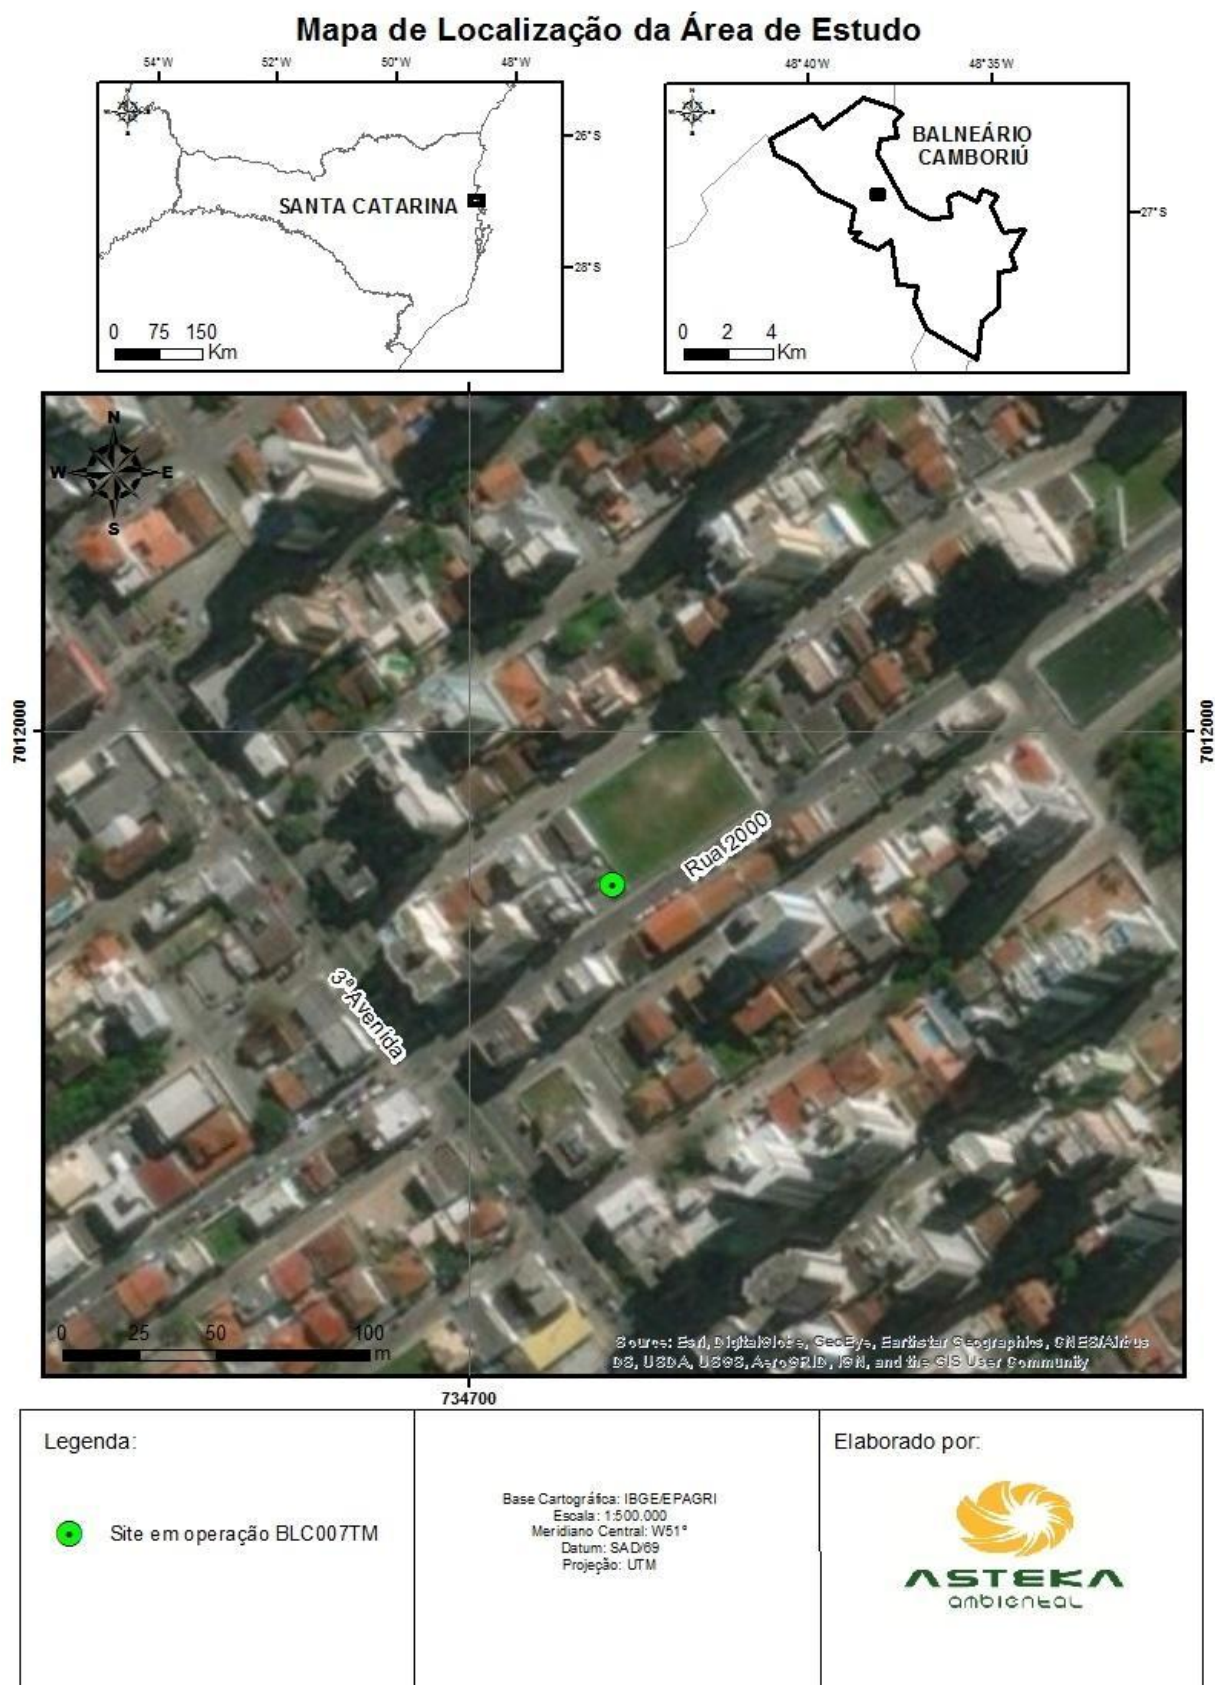 Mapa de Localização da Área de Estudo
54°W 52°W 50°W 48°W
26°S
28°S
N
SANTA CATARINA
0 75 150
Km
48°40'W 48°35'W
27°S
N
BALNEÁRIO
CAMBORIÚ
0 2 4
Km
N
W E
S
7012000
7012000
Rua 2000
3ª Avenida
0 25 50 100
m
Source: Esri, DigitalGlobe, GeoEye, Earthstar Geographics, CNES/Airbus
DS, USDA, USGS, AeroGRID, IGN, and the GIS User Community
734700
Legenda:
Site em operação BLC007TM
Base Cartográfica: IBGE/EPAGRI
Escala: 1:500.000
Meridiano Central: W51°
Datum: SAD/69
Projeção: UTM
Elaborado por:
ASTEKA
ambiental